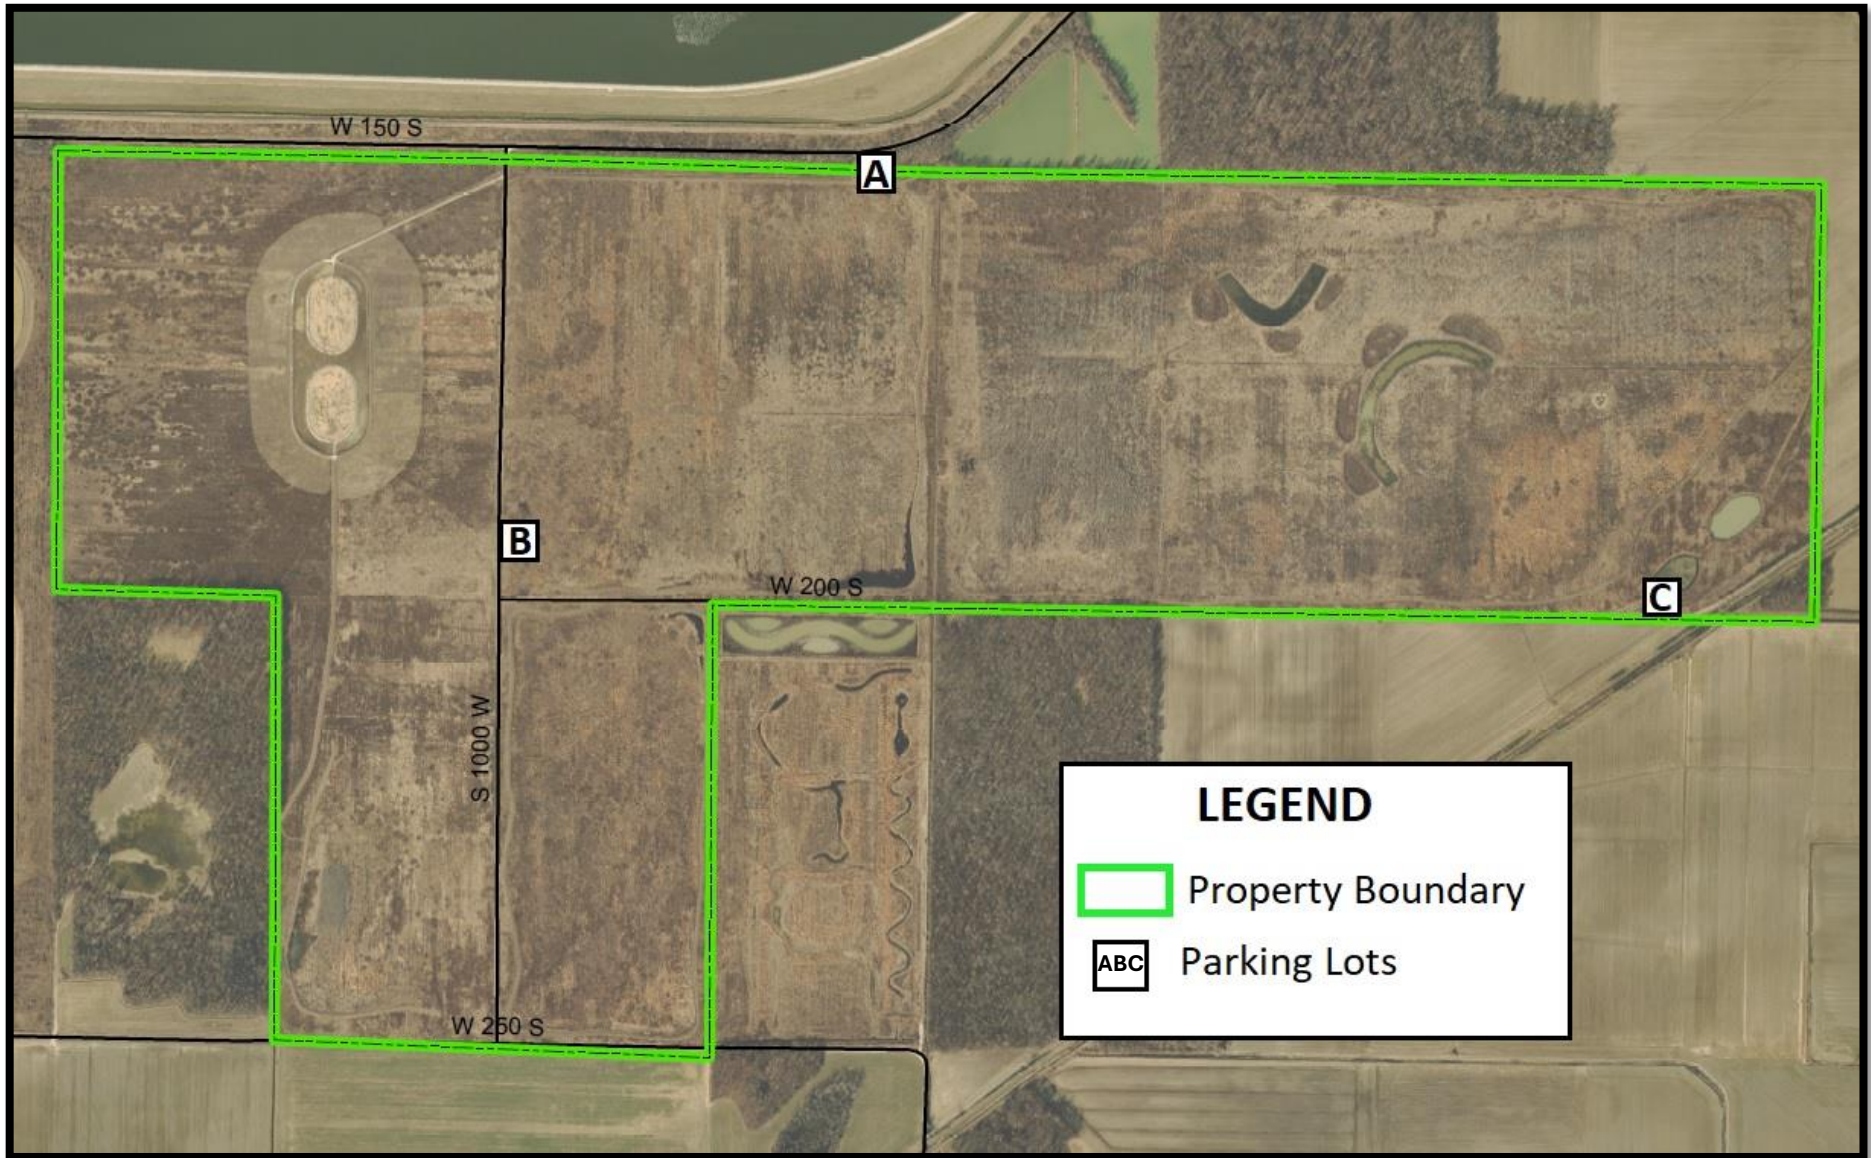 W 150 S
A
B
W 200 S
C
S 1000 W
W 250 S
LEGEND
Property Boundary
ABC Parking Lots